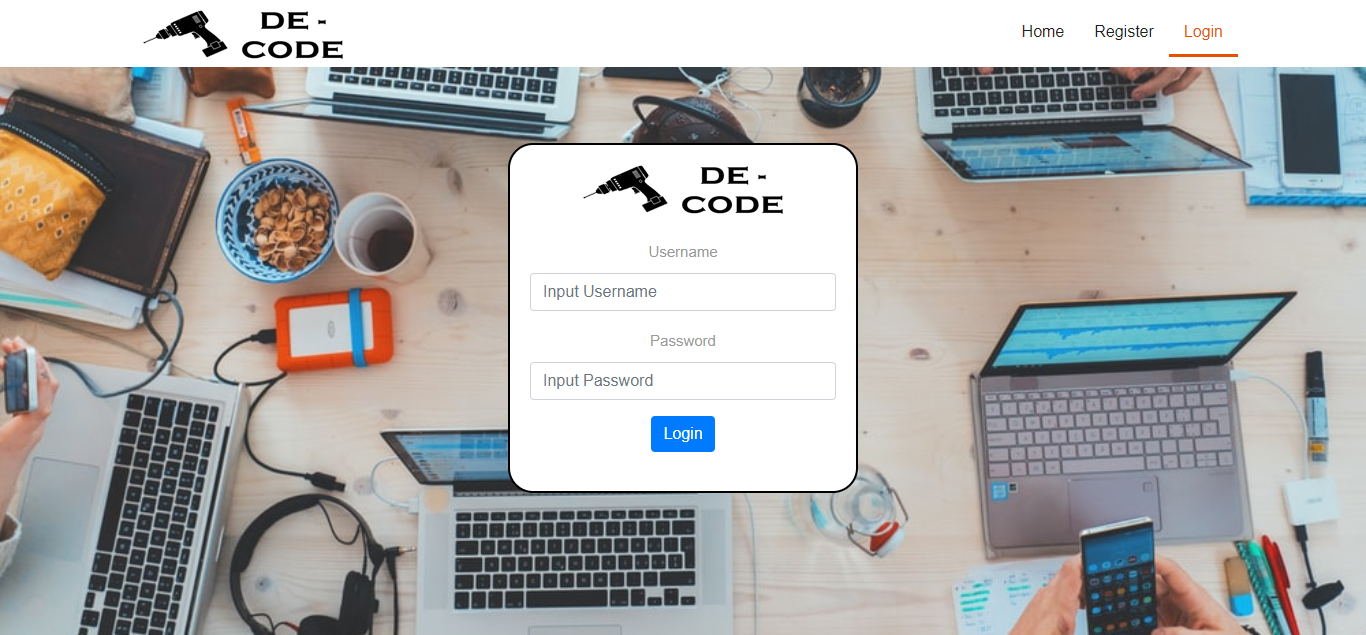 DE -
CODE
Home
Register
Login
DE -
CODE
Username
Input Username
Password
Input Password
Login